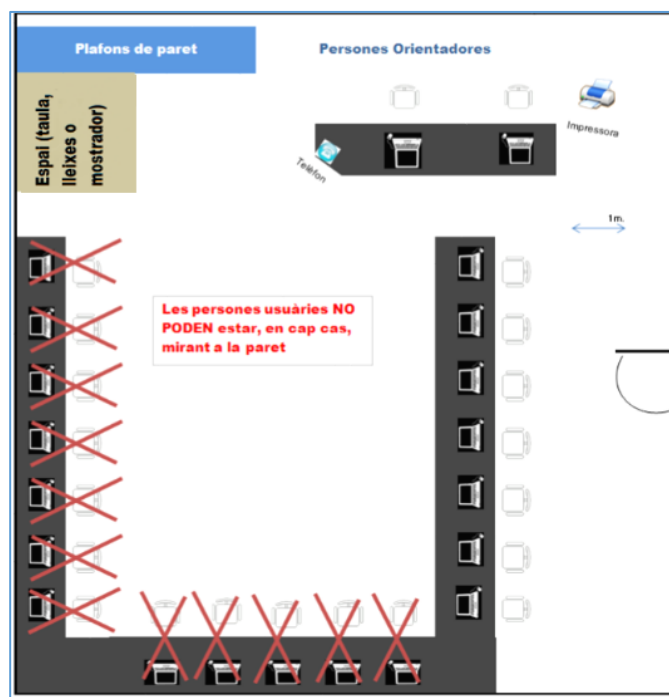 Plafons de paret
Persones Orientadores
Espai (taula,
lleixes o
mostrador)
Impressora
Telèfon
1m.
Les persones usuàries NO
PODEN estar, en cap cas,
mirant a la paret